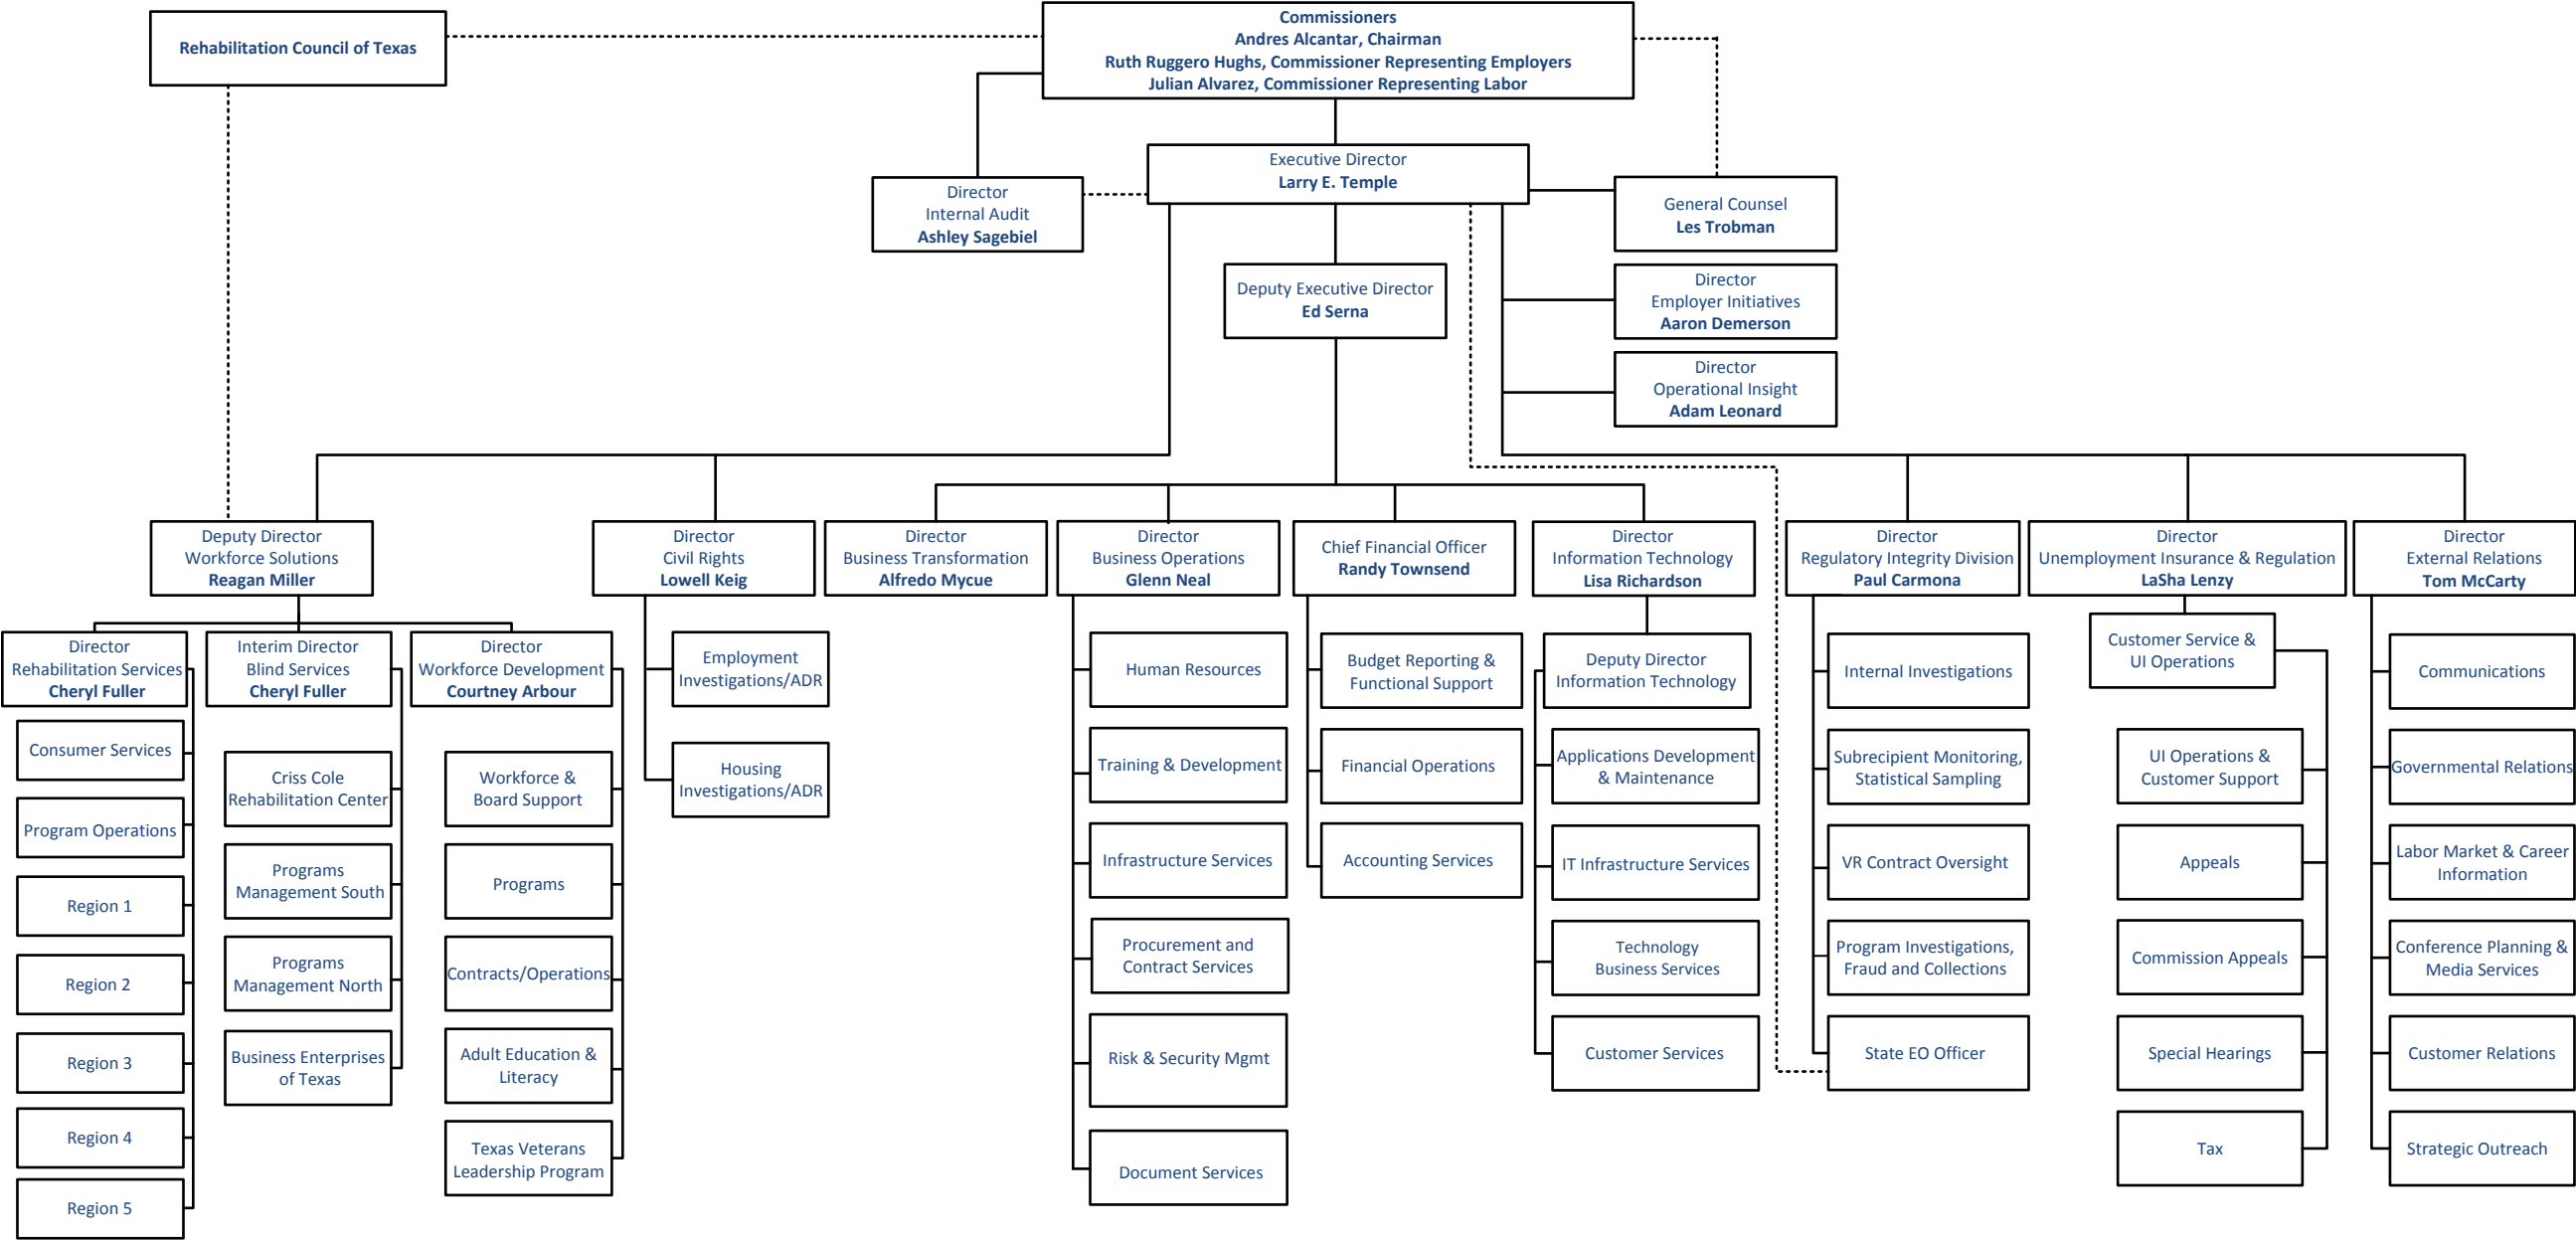 Rehabilitation Council of Texas
Commissioners
Andres Alcantar, Chairman
Ruth Ruggero Hughs, Commissioner Representing Employers
Julian Alvarez, Commissioner Representing Labor
Executive Director
Larry E. Temple
Director
Internal Audit
Ashley Sagebiel
General Counsel
Les Trobman
Deputy Executive Director
Ed Serna
Director
Employer Initiatives
Aaron Demerson
Director
Operational Insight
Adam Leonard
Deputy Director
Workforce Solutions
Reagan Miller
Director
Civil Rights
Lowell Keig
Director
Business Transformation
Alfredo Mycue
Director
Business Operations
Glenn Neal
Chief Financial Officer
Randy Townsend
Director
Information Technology
Lisa Richardson
Director
Regulatory Integrity Division
Paul Carmona
Director
Unemployment Insurance & Regulation
LaSha Lenzy
Director
External Relations
Tom McCarty
Director
Rehabilitation Services
Cheryl Fuller
Consumer Services
Program Operations
Region 1
Region 2
Region 3
Region 4
Region 5
Interim Director
Blind Services
Cheryl Fuller
Criss Cole
Rehabilitation Center
Programs
Management South
Programs
Management North
Business Enterprises
of Texas
Director
Workforce Development
Courtney Arbour
Workforce &
Board Support
Programs
Contracts/Operations
Adult Education &
Literacy
Texas Veterans
Leadership Program
Employment
Investigations/ADR
Housing
Investigations/ADR
Human Resources
Training & Development
Infrastructure Services
Procurement and
Contract Services
Risk & Security Mgmt
Document Services
Budget Reporting &
Functional Support
Financial Operations
Accounting Services
Deputy Director
Information Technology
Applications Development
& Maintenance
IT Infrastructure Services
Technology
Business Services
Customer Services
Internal Investigations
Subrecipient Monitoring,
Statistical Sampling
VR Contract Oversight
Program Investigations,
Fraud and Collections
State EO Officer
Customer Service &
UI Operations
UI Operations &
Customer Support
Appeals
Commission Appeals
Special Hearings
Tax
Communications
Governmental Relations
Labor Market & Career
Information
Conference Planning &
Media Services
Customer Relations
Strategic Outreach